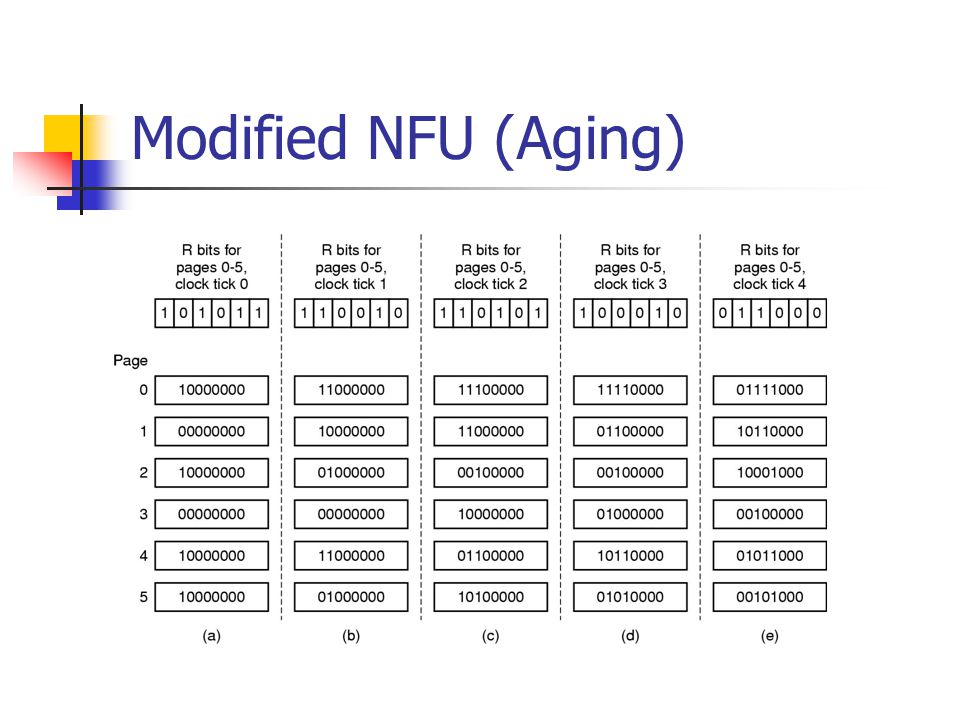 Modified NFU (Aging)
R bits for pages 0-5, clock tick 0
R bits for pages 0-5, clock tick 1
R bits for pages 0-5, clock tick 2
R bits for pages 0-5, clock tick 3
R bits for pages 0-5, clock tick 4
1 0 1 0 1 1
1 1 0 0 1 0
1 1 0 1 0 1
1 0 0 0 1 0
0 1 1 0 0 0
Page
0 10000000 11000000 11100000 11110000 01111000
1 00000000 10000000 11000000 01100000 10110000
2 10000000 01000000 00100000 00100000 10001000
3 00000000 00000000 10000000 01000000 00100000
4 10000000 11000000 01100000 10110000 01011000
5 10000000 01000000 10100000 01010000 00101000
(a) (b) (c) (d) (e)